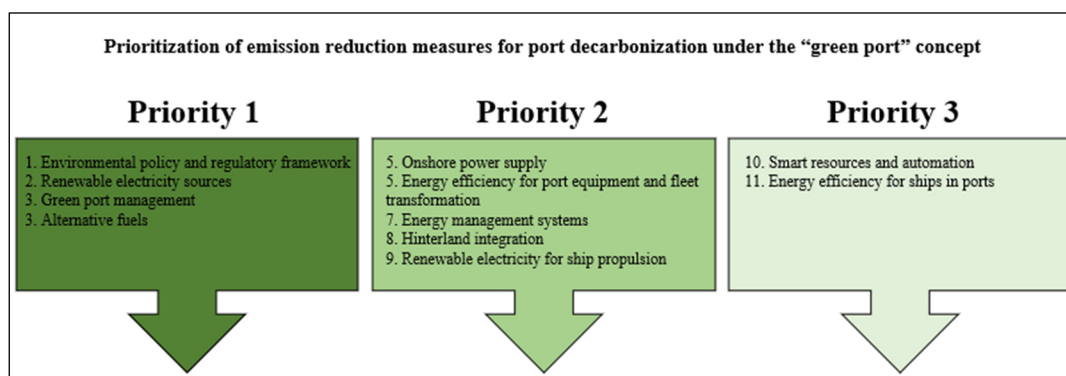 Prioritization of emission reduction measures for port decarbonization under the “green port” concept
Priority 1
1. Environmental policy and regulatory framework
2. Renewable electricity sources
3. Green port management
3. Alternative fuels
Priority 2
5. Onshore power supply
5. Energy efficiency for port equipment and fleet
transformation
7. Energy management systems
8. Hinterland integration
9. Renewable electricity for ship propulsion
Priority 3
10. Smart resources and automation
11. Energy efficiency for ships in ports